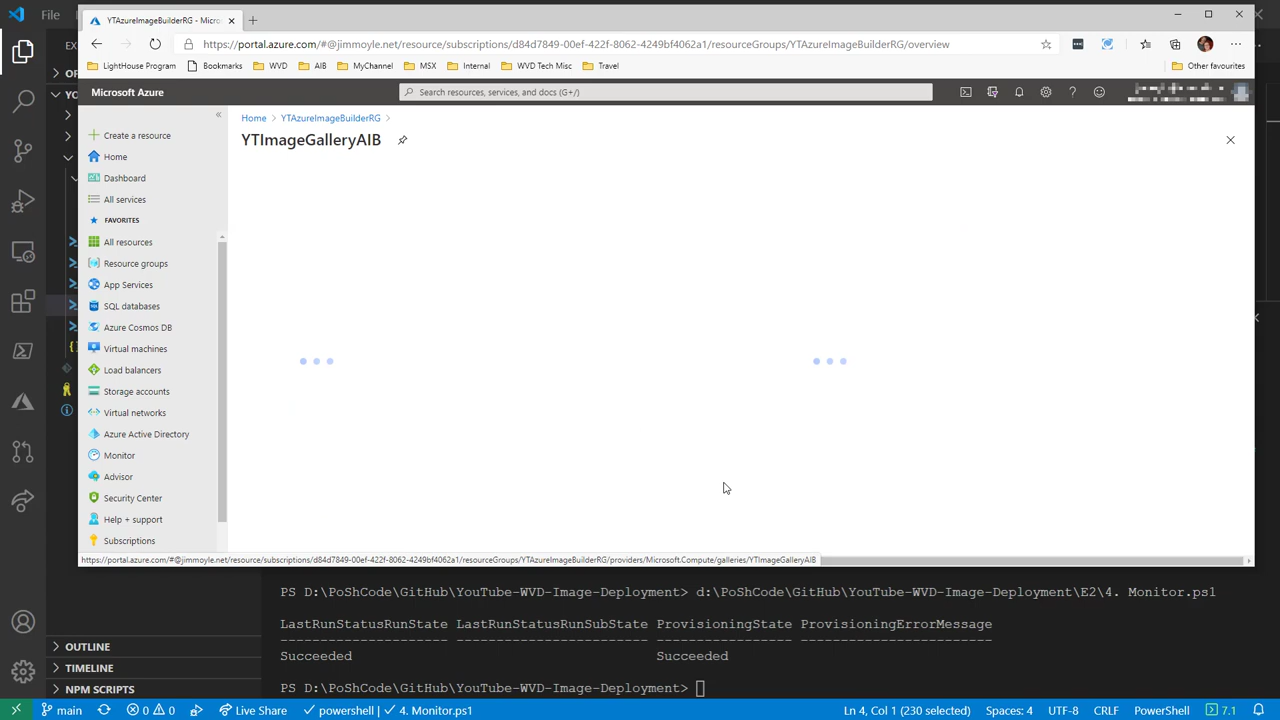 File
YTAzureImageBuilderRG - Micro
https://portal.azure.com/#@jimmoyle.net/resource/subscriptions/d84d7849-00ef-422f-8062-4249bf4062a1/resourceGroups/YTAzureImageBuilderRG/overview
LightHouse Program
Bookmarks
WVD
AIB
MyChannel
MSX
Internal
WVD Tech Misc
Travel
Other favourites
Microsoft Azure
Search resources, services, and docs (G+/)
Home > YTAzureImageBuilderRG >
YTImageGalleryAIB
Create a resource
Home
Dashboard
All services
FAVORITES
All resources
Resource groups
App Services
SQL databases
Azure Cosmos DB
Virtual machines
Load balancers
Storage accounts
Virtual networks
Azure Active Directory
Monitor
Advisor
Security Center
Help + support
Subscriptions
https://portal.azure.com/#@jimmoyle.net/resource/subscriptions/d84d7849-00ef-422f-8062-4249bf4062a1/resourceGroups/YTAzureImageBuilderRG/providers/Microsoft.Compute/galleries/YTImageGalleryAIB
PS D:\PoShCode\GitHub\YouTube-WVD-Image-Deployment> d:\PoShCode\GitHub\YouTube-WVD-Image-Deployment\E2\4. Monitor.ps1
LastRunStatusRunState LastRunStatusRunSubState ProvisioningState ProvisioningErrorMessage
--------------------- ------------------------ ----------------- ------------------------
Succeeded Succeeded
PS D:\PoShCode\GitHub\YouTube-WVD-Image-Deployment>
OUTLINE
TIMELINE
NPM SCRIPTS
main
0
0
Live Share
powershell | 4. Monitor.ps1
Ln 4, Col 1 (230 selected)
Spaces: 4
UTF-8
CRLF
PowerShell
7.1